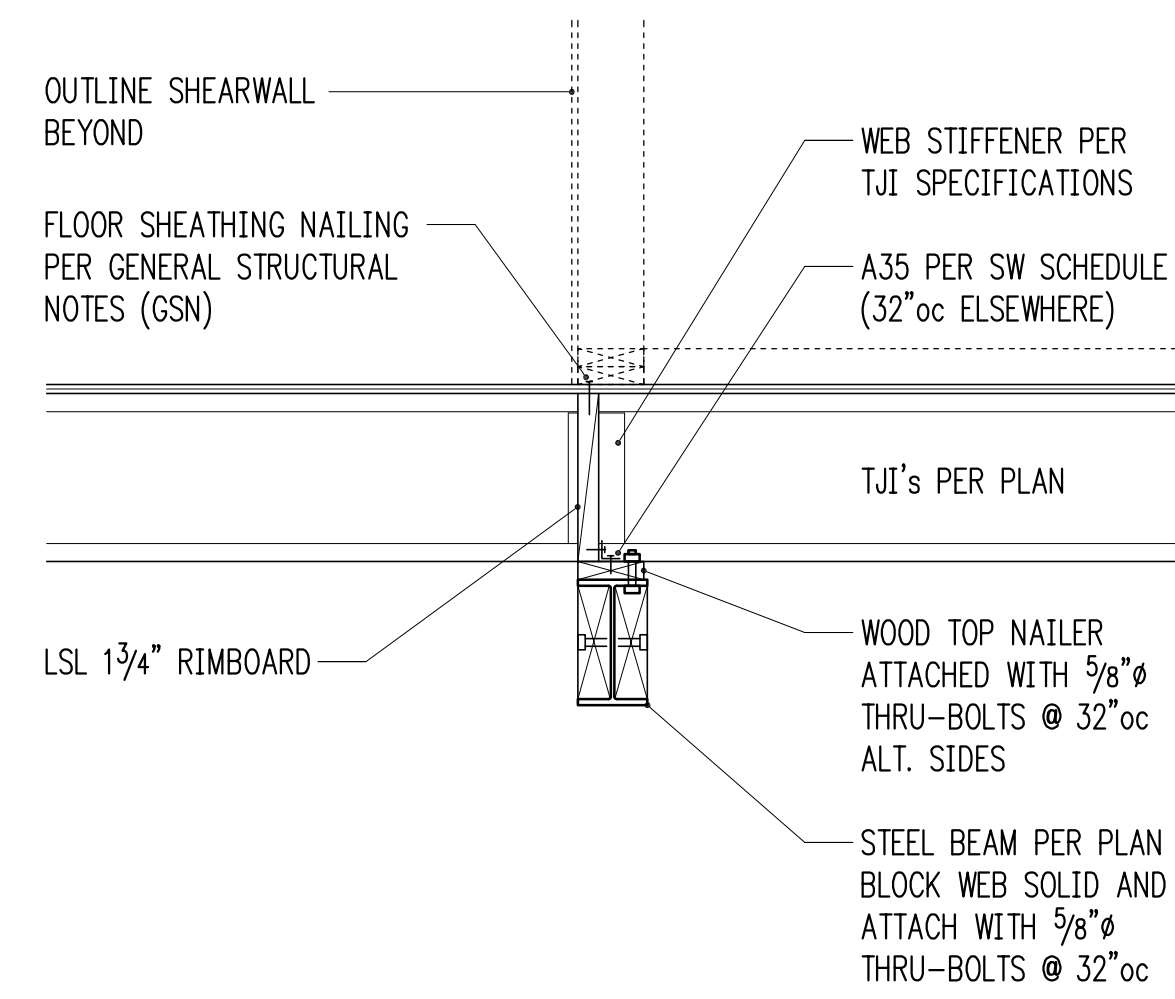 OUTLINE SHEARWALL
BEYOND
FLOOR SHEATHING NAILING
PER GENERAL STRUCTURAL
NOTES (GSN)
LSL 1 3/4" RIMBOARD
WEB STIFFENER PER
TJI SPECIFICATIONS
A35 PER SW SCHEDULE
(32"oc ELSEWHERE)
TJI's PER PLAN
WOOD TOP NAILER
ATTACHED WITH 5/8"ø
THRU-BOLTS @ 32"oc
ALT. SIDES
STEEL BEAM PER PLAN
BLOCK WEB SOLID AND
ATTACH WITH 5/8"ø
THRU-BOLTS @ 32"oc